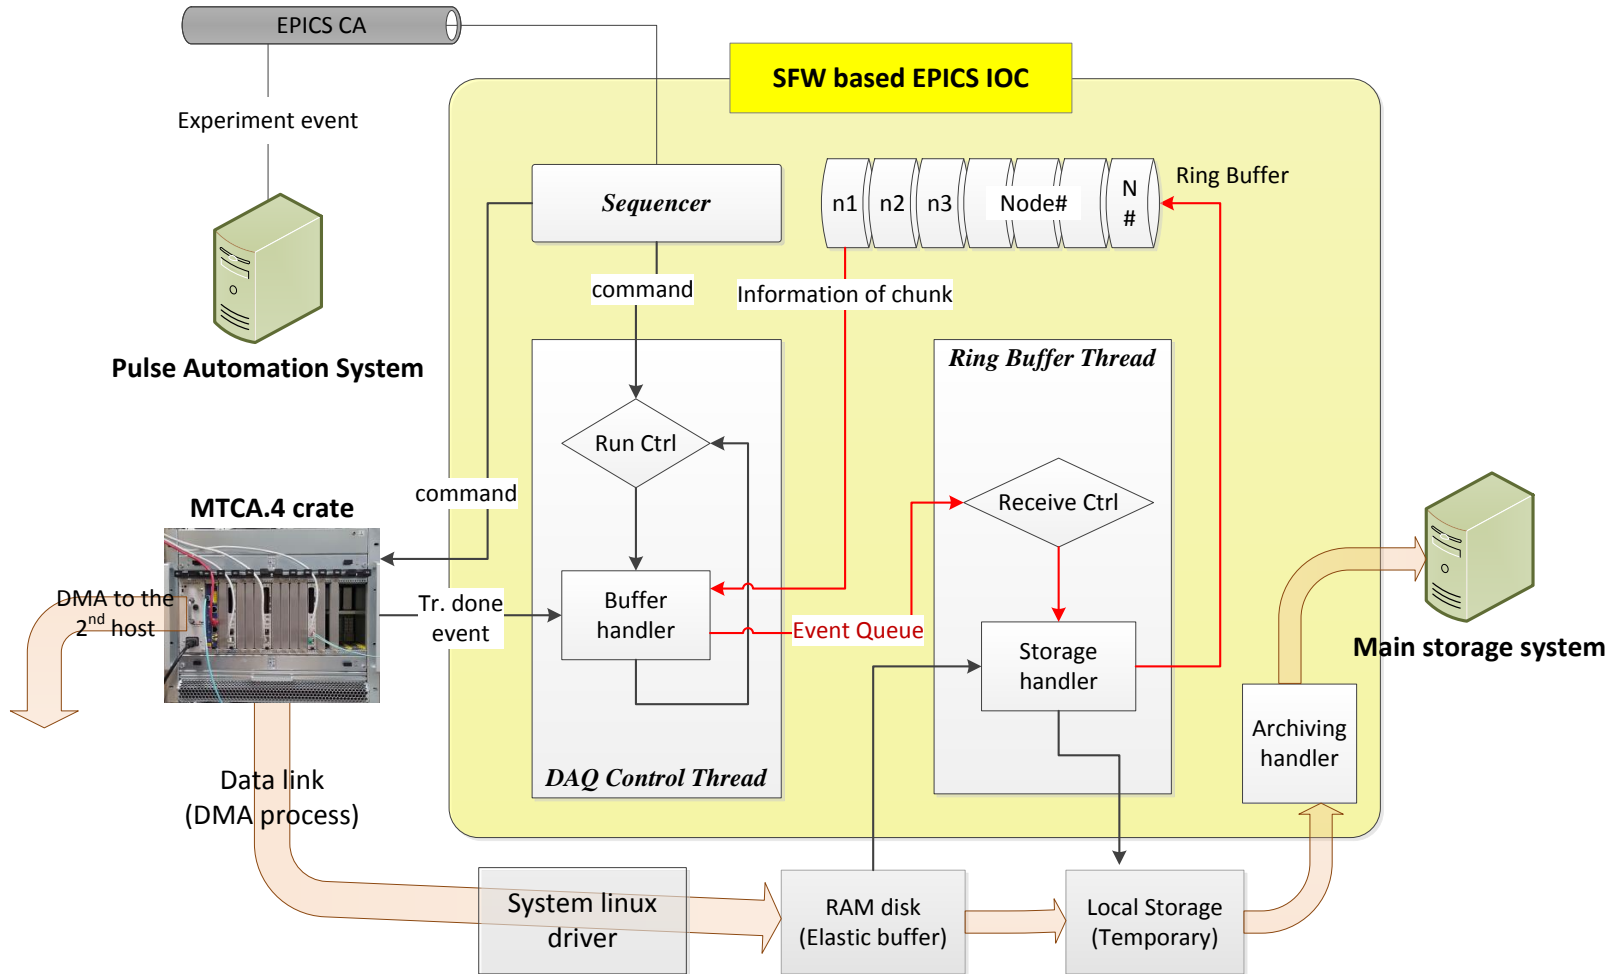 EPICS CA
SFW based EPICS IOC
Experiment event
Sequencer
n1
n2
n3
Node#
N
#
Ring Buffer
command
Information of chunk
Pulse Automation System
Ring Buffer Thread
Run Ctrl
command
Receive Ctrl
MTCA.4 crate
DMA to the
2nd host
Tr. done
event
Buffer
handler
Event Queue
Storage
handler
Main storage system
Archiving
handler
Data link
(DMA process)
DAQ Control Thread
System linux
driver
RAM disk
(Elastic buffer)
Local Storage
(Temporary)